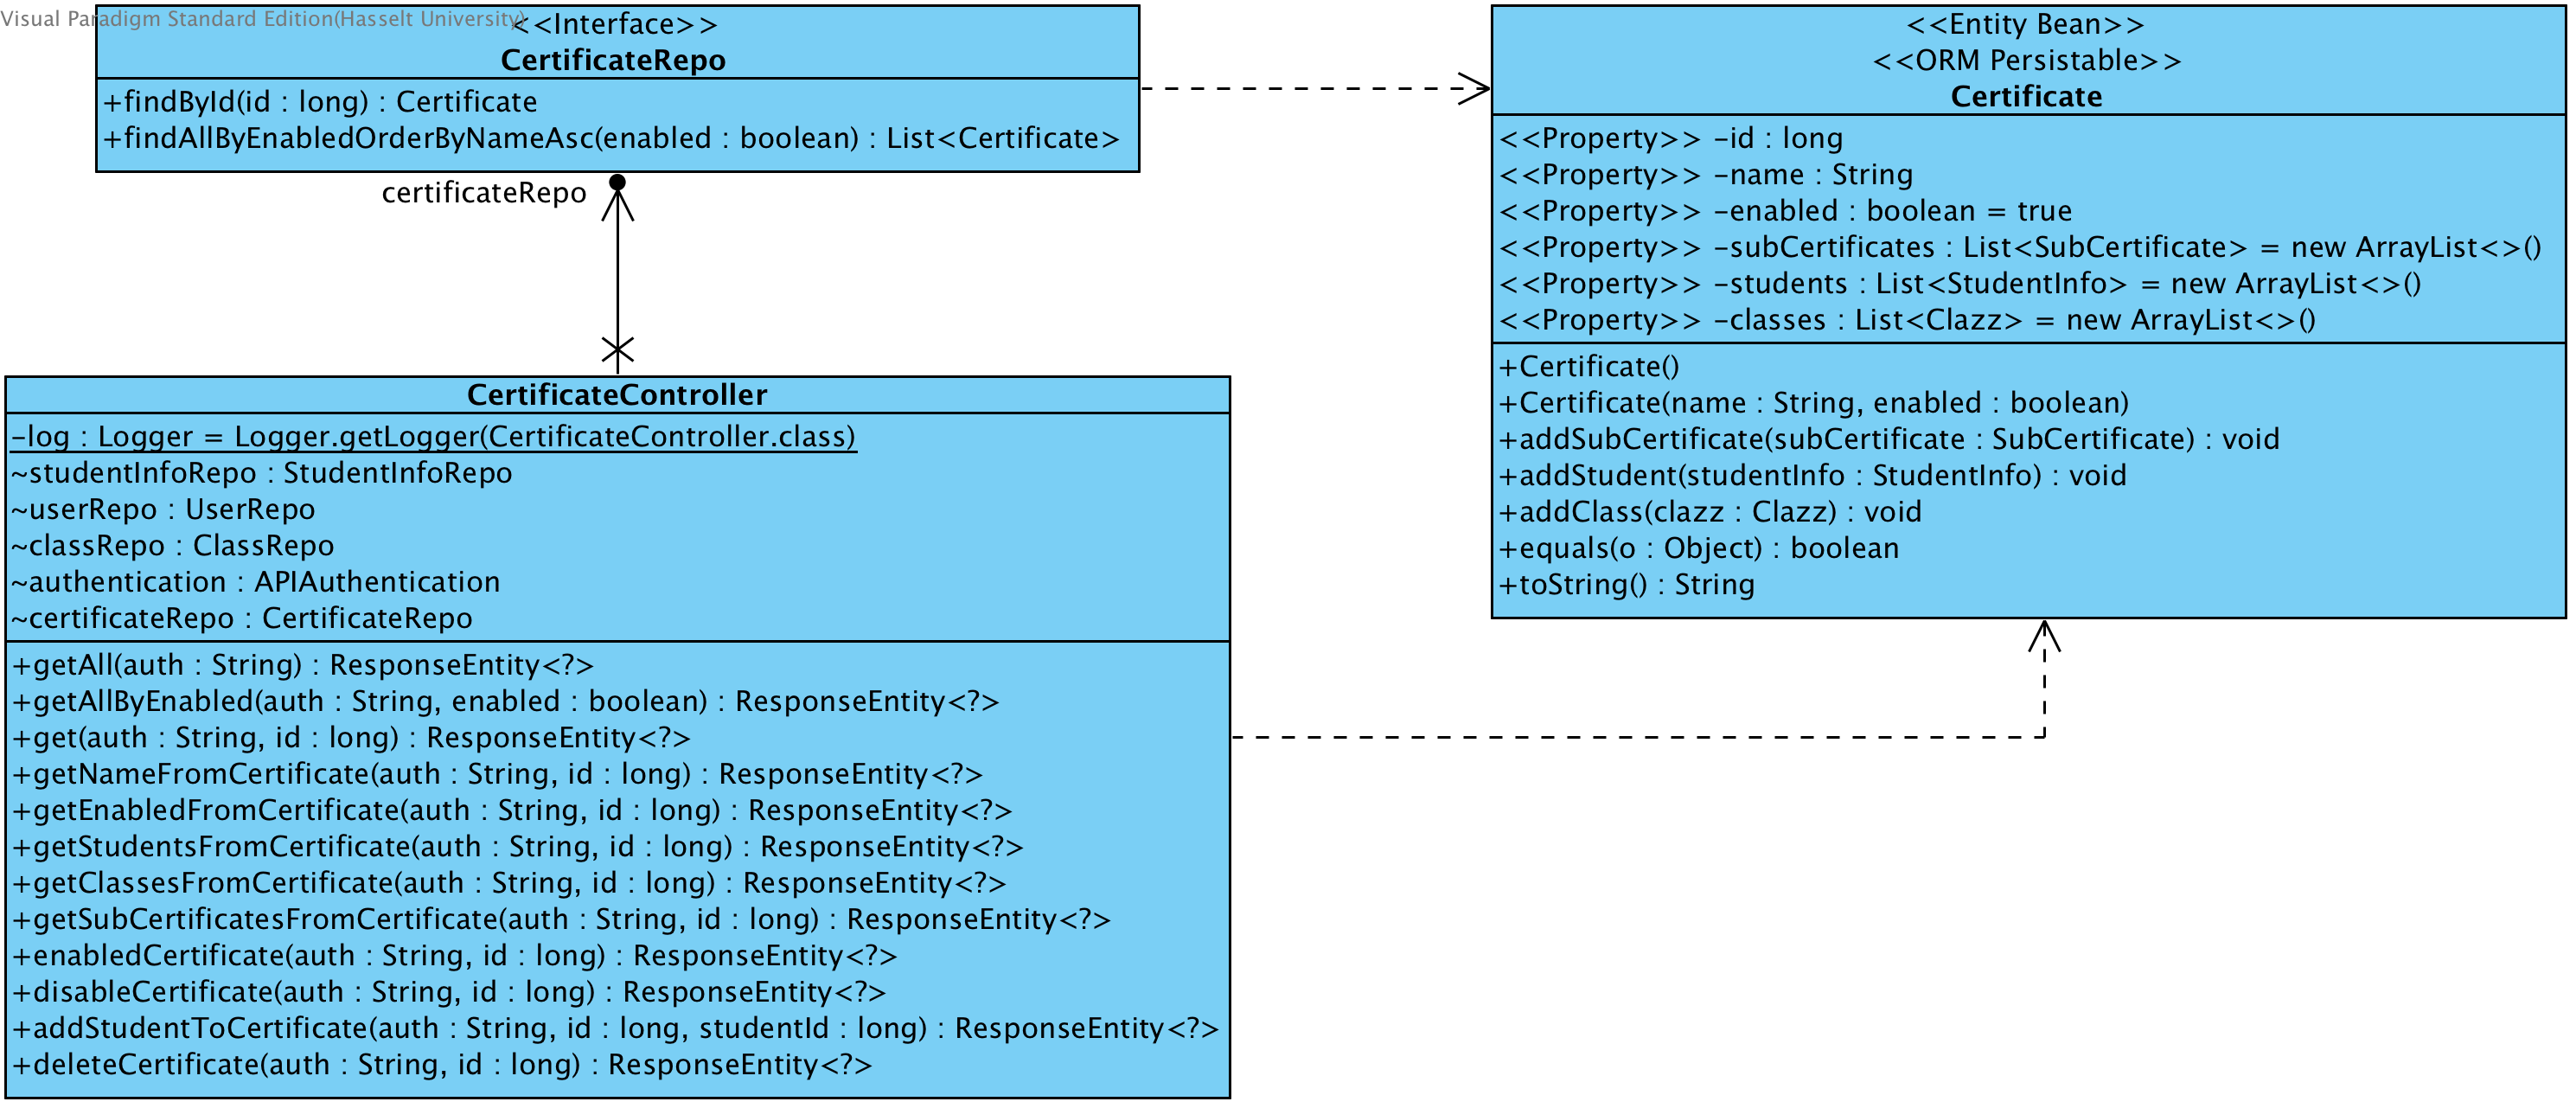 Visual Paradigm Standard Edition(Hasselt University)
<<Interface>>
CertificateRepo
+findById(id : long) : Certificate
+findAllByEnabledOrderByNameAsc(enabled : boolean) : List<Certificate>
certificateRepo
<<Entity Bean>>
<<ORM Persistable>>
Certificate
<<Property>> -id : long
<<Property>> -name : String
<<Property>> -enabled : boolean = true
<<Property>> -subCertificates : List<SubCertificate> = new ArrayList<>()
<<Property>> -students : List<StudentInfo> = new ArrayList<>()
<<Property>> -classes : List<Clazz> = new ArrayList<>()
+Certificate()
+Certificate(name : String, enabled : boolean)
+addSubCertificate(subCertificate : SubCertificate) : void
+addStudent(studentInfo : StudentInfo) : void
+addClass(clazz : Clazz) : void
+equals(o : Object) : boolean
+toString() : String
CertificateController
-log : Logger = Logger.getLogger(CertificateController.class)
~studentInfoRepo : StudentInfoRepo
~userRepo : UserRepo
~classRepo : ClassRepo
~authentication : APIAuthentication
~certificateRepo : CertificateRepo
+getAll(auth : String) : ResponseEntity<?>
+getAllByEnabled(auth : String, enabled : boolean) : ResponseEntity<?>
+get(auth : String, id : long) : ResponseEntity<?>
+getNameFromCertificate(auth : String, id : long) : ResponseEntity<?>
+getEnabledFromCertificate(auth : String, id : long) : ResponseEntity<?>
+getStudentsFromCertificate(auth : String, id : long) : ResponseEntity<?>
+getClassesFromCertificate(auth : String, id : long) : ResponseEntity<?>
+getSubCertificatesFromCertificate(auth : String, id : long) : ResponseEntity<?>
+enabledCertificate(auth : String, id : long) : ResponseEntity<?>
+disableCertificate(auth : String, id : long) : ResponseEntity<?>
+addStudentToCertificate(auth : String, id : long, studentId : long) : ResponseEntity<?>
+deleteCertificate(auth : String, id : long) : ResponseEntity<?>